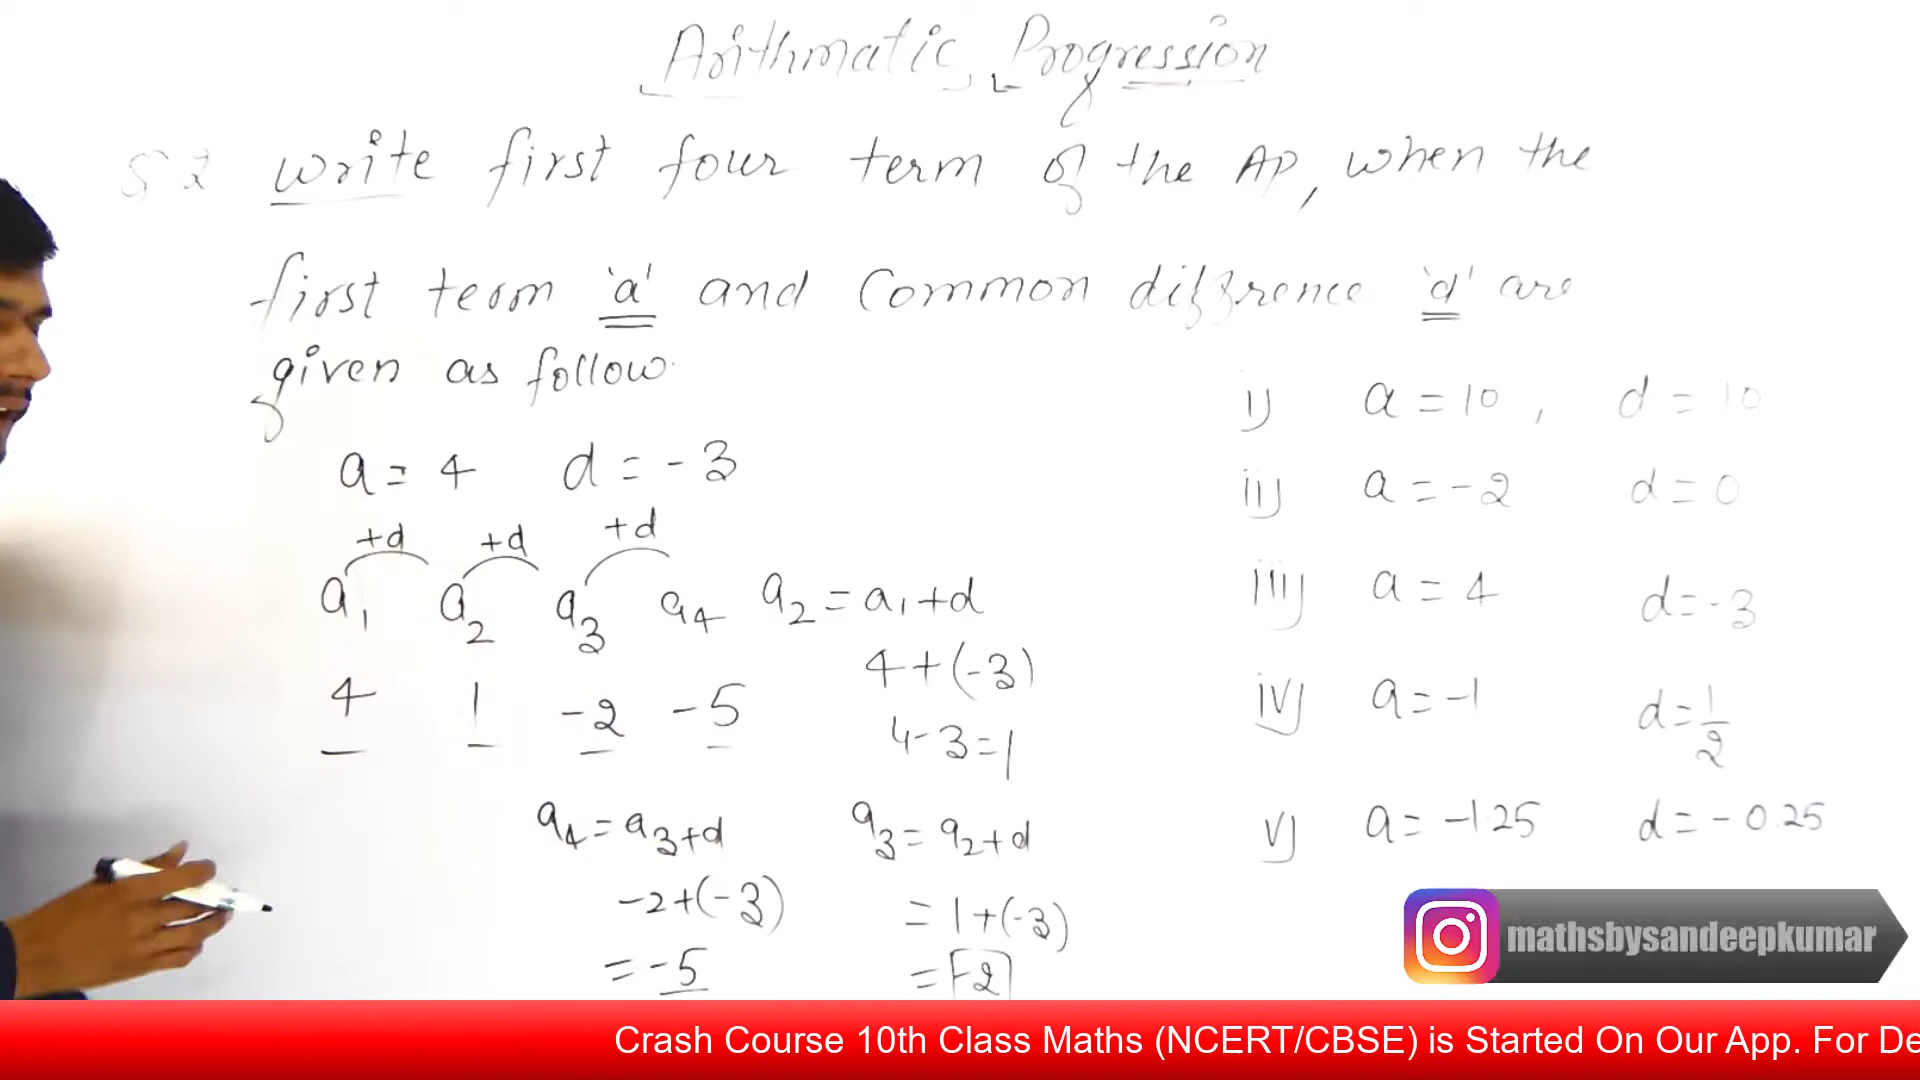 Arithmatic Progression
write first four term of the AP, when the
first term 'a' and Common diffrence 'd' are
given as follow.
a = 4 d = -3
+d +d +d
a1 a2 a3 a4 a2 = a1+d
4 1 -2 -5
4+(-3)
4-3=1
a4 = a3+d a3 = a2+d
-2+(-3) = 1+(-3)
= -5 = -2
i) a = 10 , d = 10
ii) a = -2 d = 0
iii) a = 4 d = -3
iv) a = -1 d = 1/2
v) a = -1.25 d = -0.25
mathsbysandeepkumar
Crash Course 10th Class Maths (NCERT/CBSE) is Started On Our App. For De